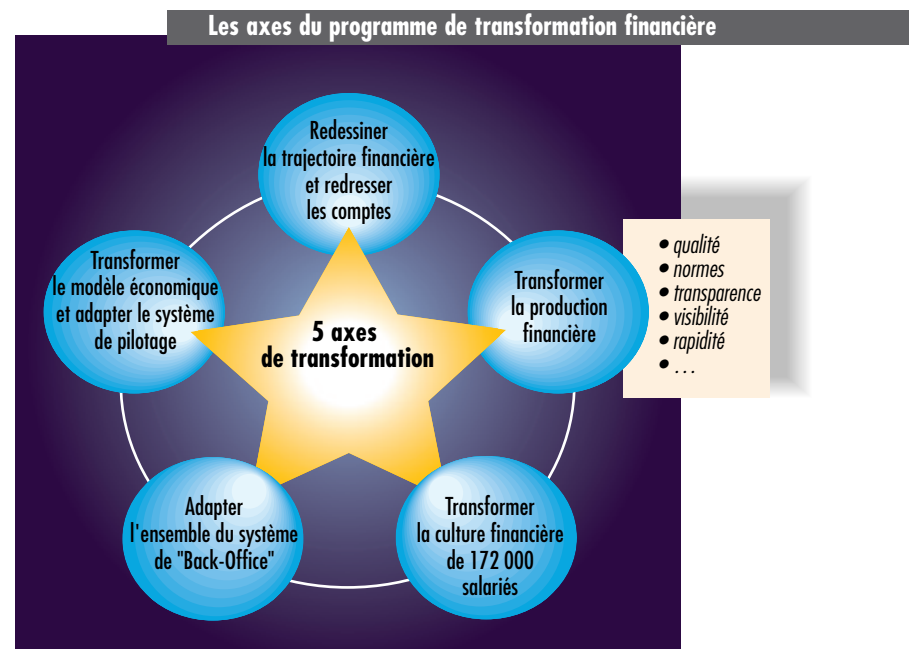 Les axes du programme de transformation financière
Redessiner
la trajectoire financière
et redresser
les comptes
Transformer
le modèle économique
et adapter le système
de pilotage
5 axes
de transformation
Transformer
la production
financière
• qualité
• normes
• transparence
• visibilité
• rapidité
• ...
Adapter
l'ensemble du système
de "Back-Office"
Transformer
la culture financière
de 172 000
salariés